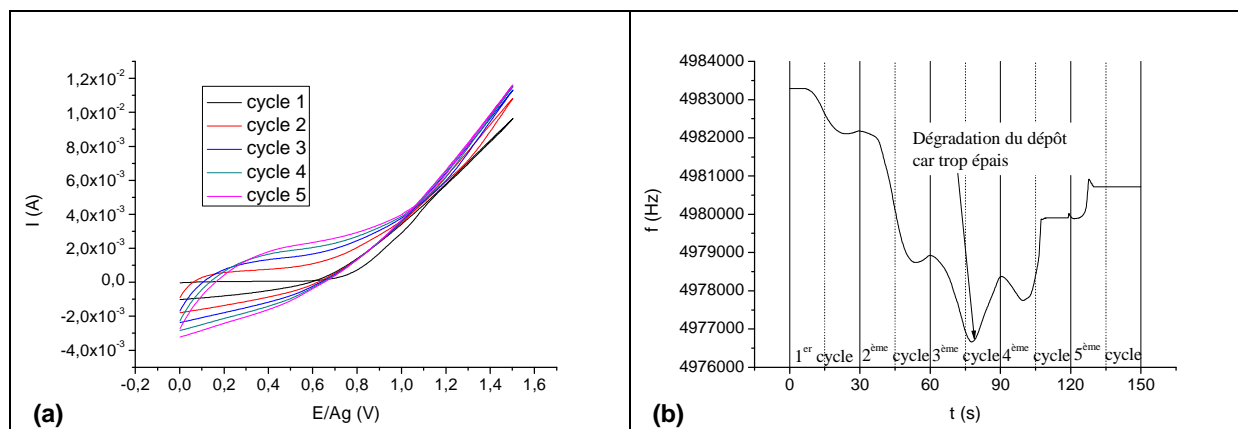 1,2x10⁻²
1,0x10⁻²
8,0x10⁻³
6,0x10⁻³
4,0x10⁻³
2,0x10⁻³
0,0
-2,0x10⁻³
-4,0x10⁻³
I (A)
cycle 1
cycle 2
cycle 3
cycle 4
cycle 5
-0,2 0,0 0,2 0,4 0,6 0,8 1,0 1,2 1,4 1,6
E/Ag (V)
(a)
4984000
4983000
4982000
4981000
4980000
4979000
4978000
4977000
4976000
f (Hz)
Dégradation du dépôt
car trop épais
1er cycle 2ème cycle 3ème cycle 4ème cycle 5ème cycle
0 30 60 90 120 150
t (s)
(b)